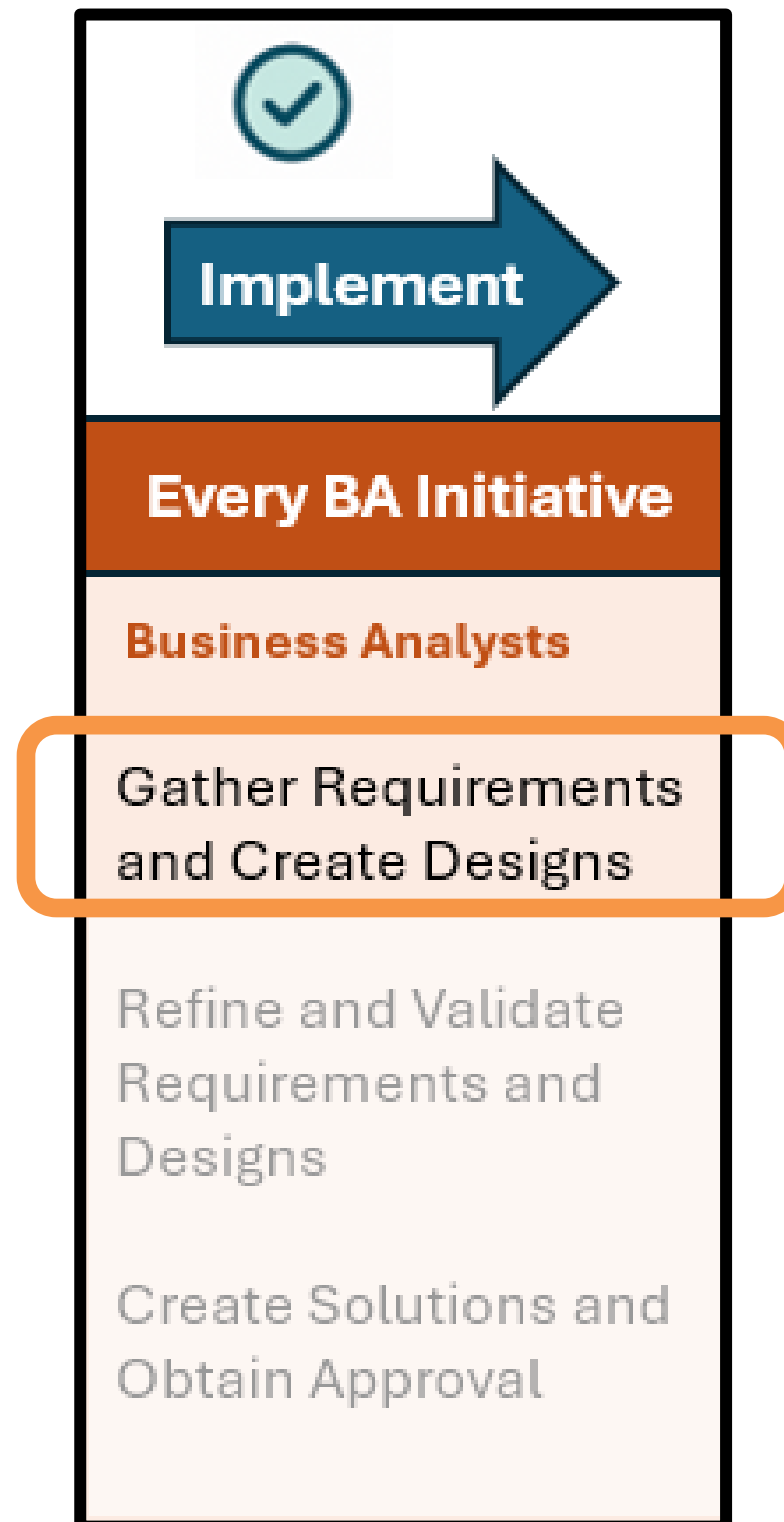 Implement
Every BA Initiative
Business Analysts
Gather Requirements
and Create Designs
Refine and Validate
Requirements and
Designs
Create Solutions and
Obtain Approval